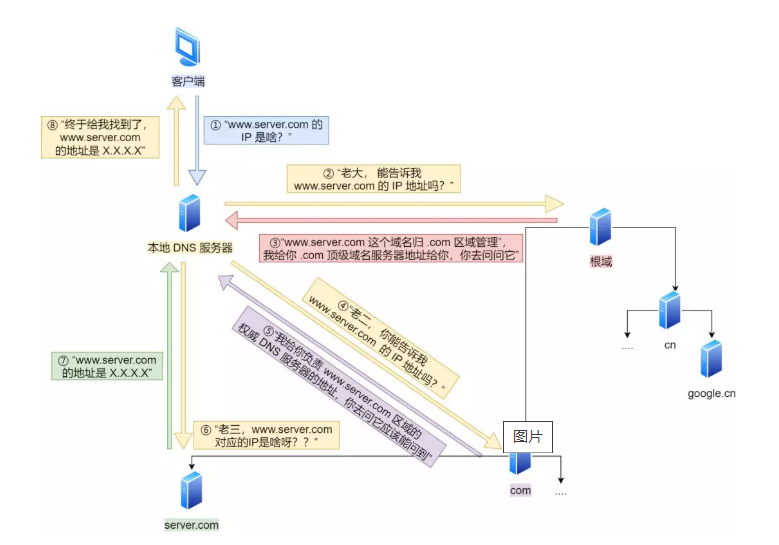 客户端
⑧ “终于给我找到了，
www.server.com
的地址是 X.X.X.X”
① “www.server.com 的
IP 是啥？”
② “老大， 能告诉我
www.server.com 的 IP 地址吗？”
本地 DNS 服务器
③“www.server.com 这个域名归 .com 区域管理”，
我给你 .com 顶级域名服务器地址给你，你去问问它”
根域
④ “老二， 你能告诉我
www.server.com 的 IP 地址吗？”
⑤“我给你负责 www.server.com 区域的
权威 DNS 服务器的地址，你去问它应该能问到”
....
cn
google.cn
⑦ “www.server.com
的地址是 X.X.X.X”
⑥ “老三，www.server.com
对应的IP是啥呀？？”
图片
com
....
server.com